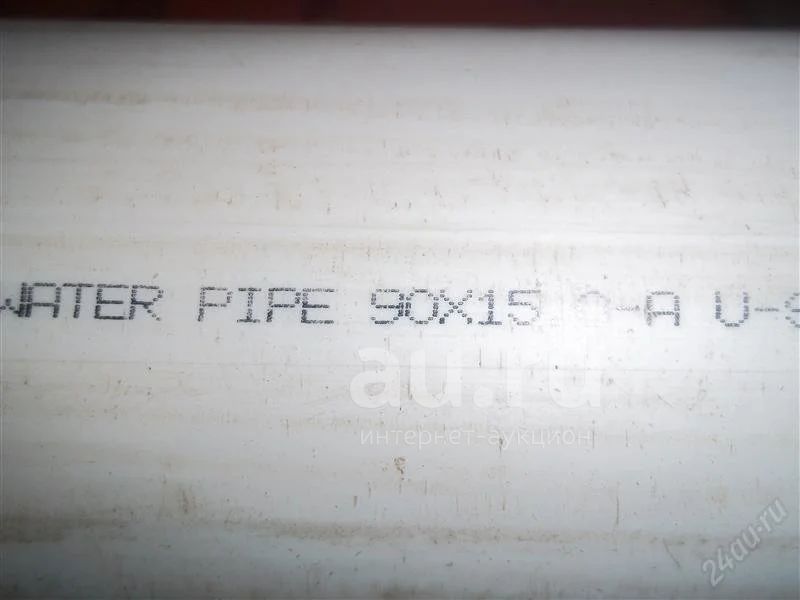 WATER PIPE 90X15
au.ru
интернет-аукцион
24au.ru